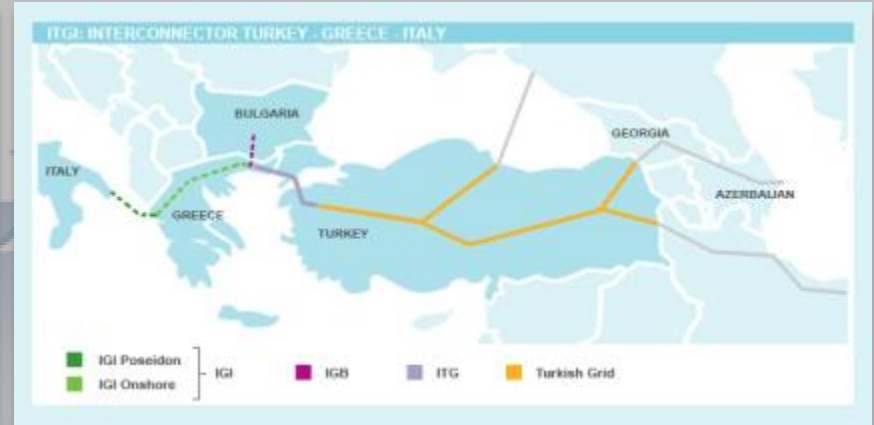 ITGI: INTERCONNECTOR TURKEY - GREECE - ITALY
BULGARIA
GEORGIA
ITALY
AZERBAIJAN
GREECE
TURKEY
IGI Poseidon
IGI Onshore
IGI
IGB
ITG
Turkish Grid